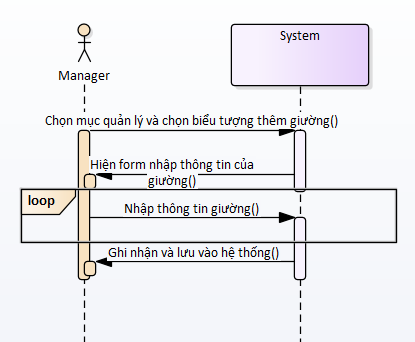 System
Manager
Chọn mục quản lý và chọn biểu tượng thêm giường()
Hiện form nhập thông tin của
giường()
loop
Nhập thông tin giường()
Ghi nhận và lưu vào hệ thống()